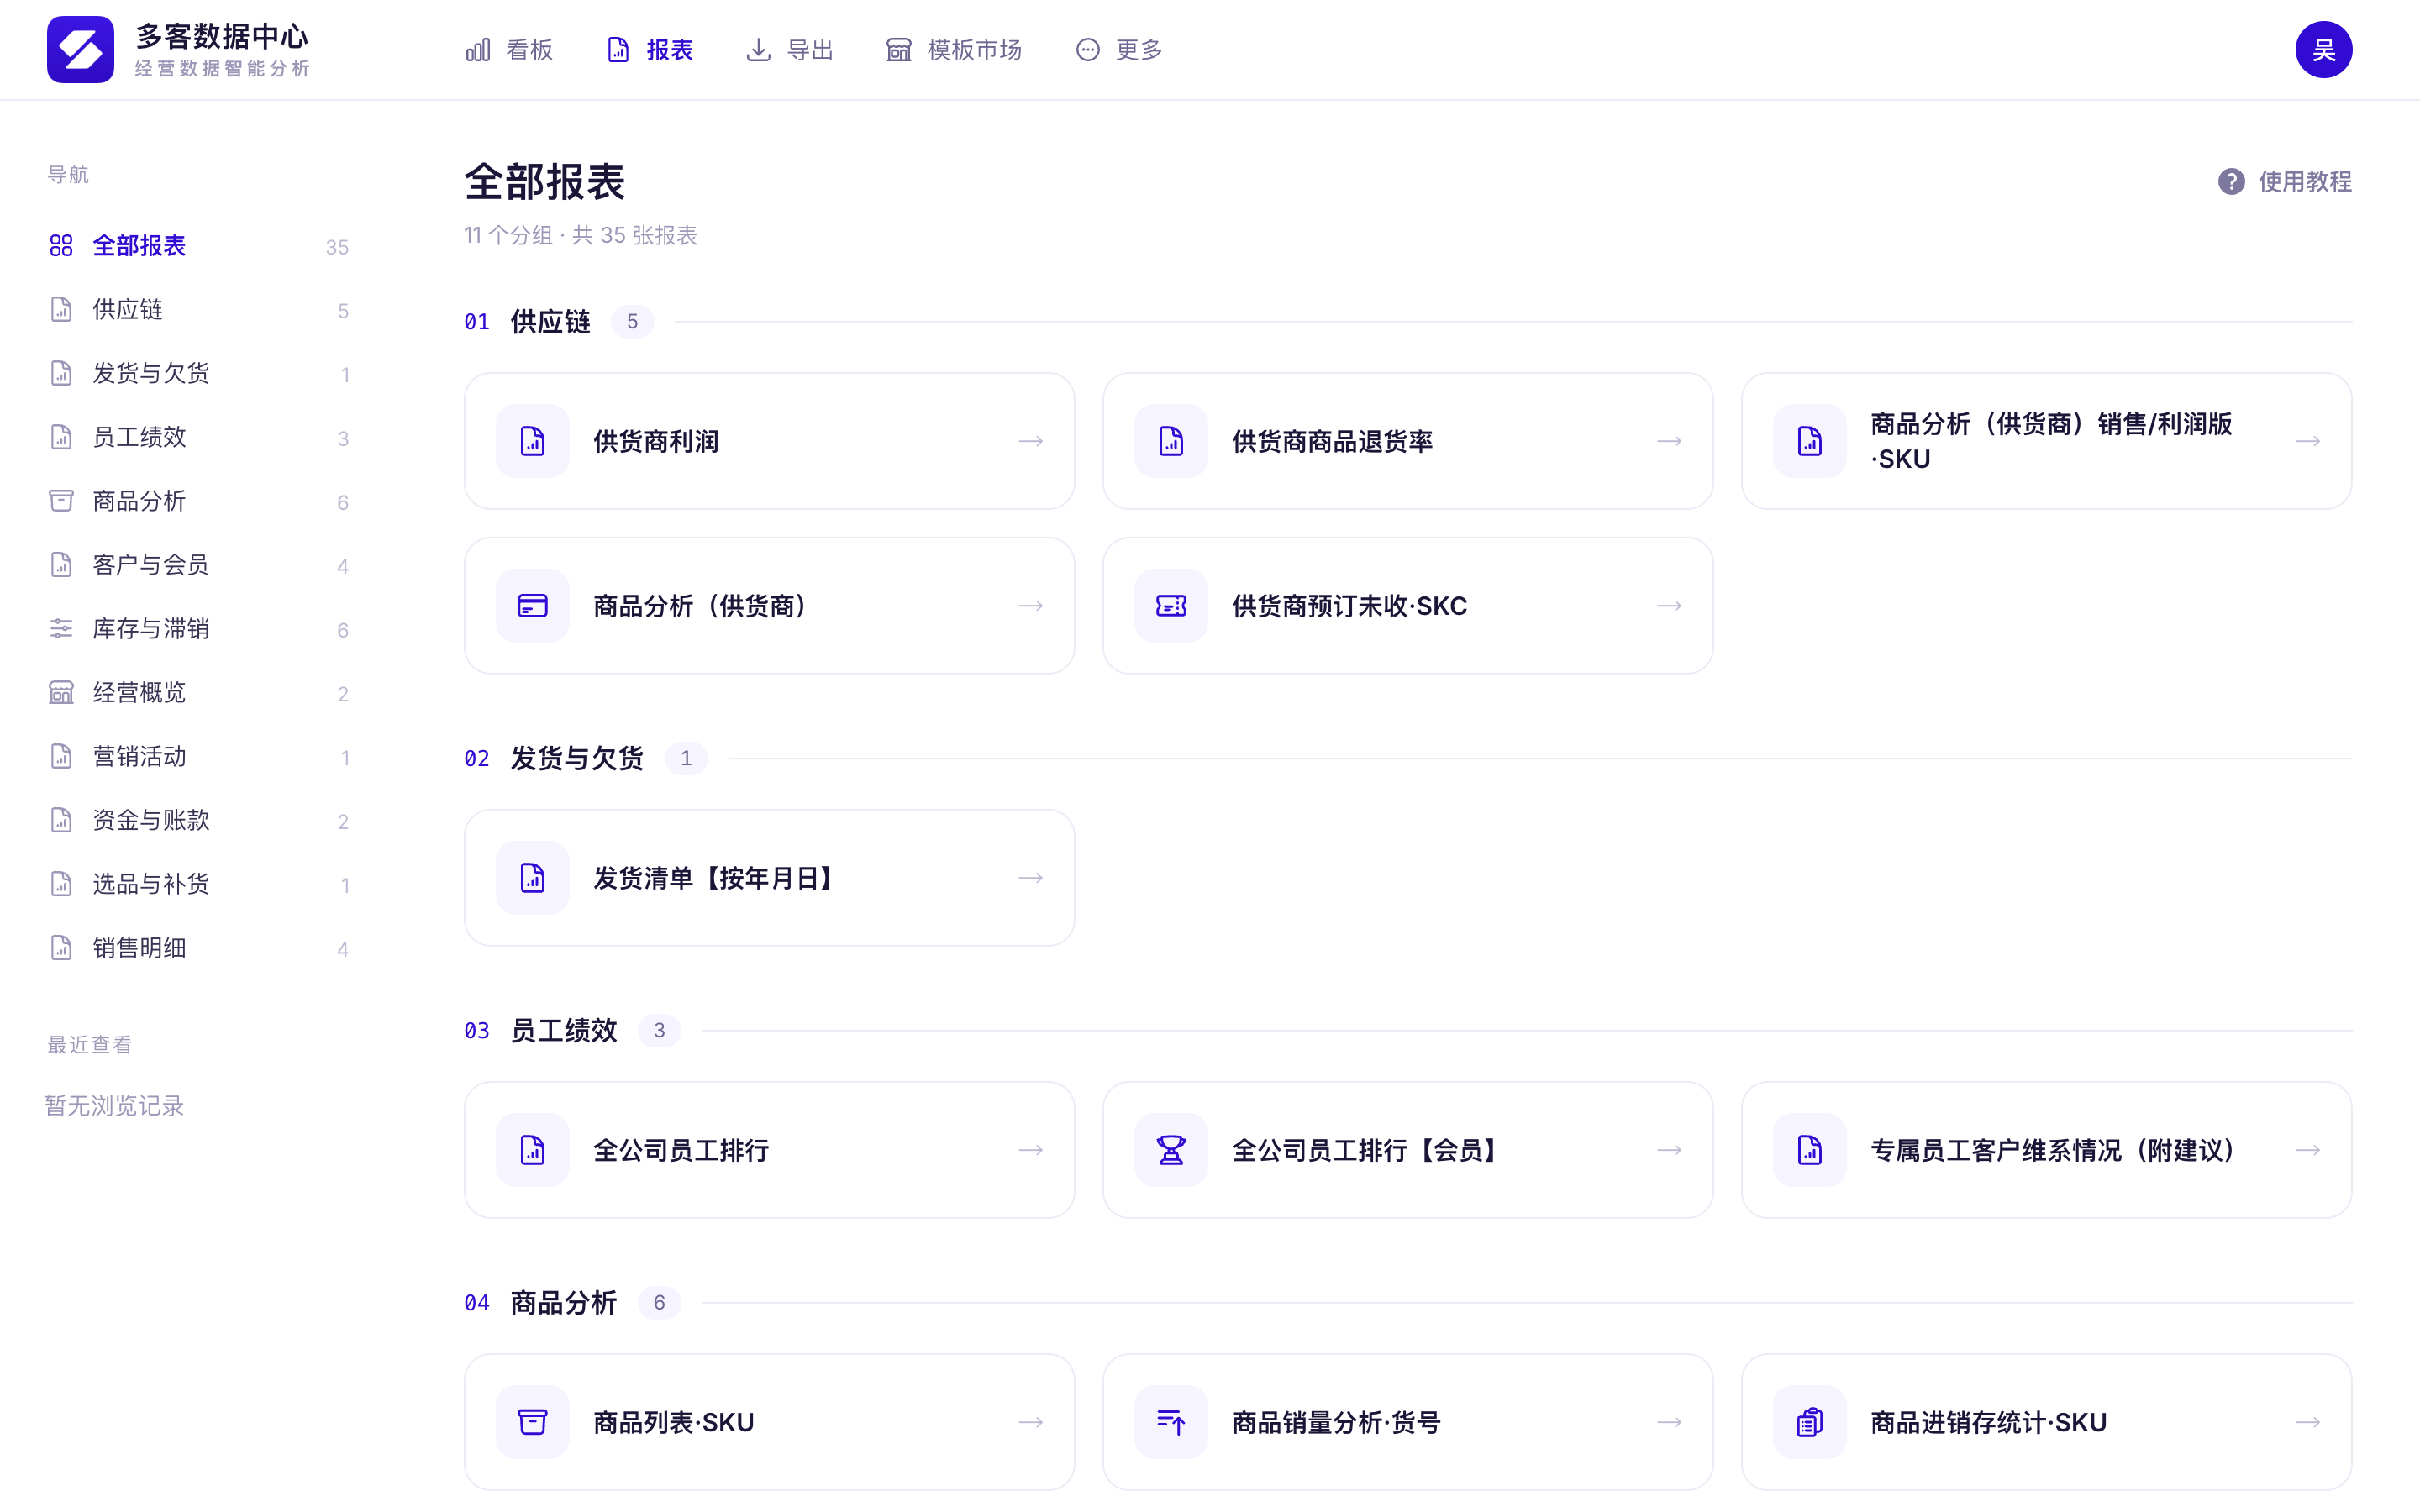 多客数据中心
经营数据智能分析
看板
报表
导出
模板市场
更多
吴
导航
全部报表 35
供应链 5
发货与欠货 1
员工绩效 3
商品分析 6
客户与会员 4
库存与滞销 6
经营概览 2
营销活动 1
资金与账款 2
选品与补货 1
销售明细 4
最近查看
暂无浏览记录
全部报表
使用教程
11 个分组 · 共 35 张报表
01 供应链 5
供货商利润
供货商商品退货率
商品分析（供货商）销售/利润版
·SKU
商品分析（供货商）
供货商预订未收·SKC
02 发货与欠货 1
发货清单【按年月日】
03 员工绩效 3
全公司员工排行
全公司员工排行【会员】
专属员工客户维系情况（附建议）
04 商品分析 6
商品列表·SKU
商品销量分析·货号
商品进销存统计·SKU